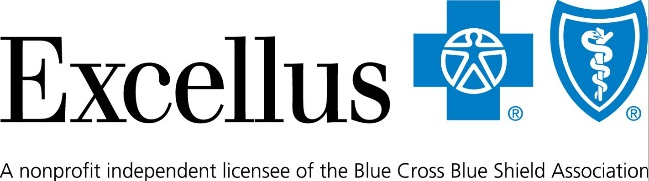 Excellus ® ®
A nonprofit independent licensee of the Blue Cross Blue Shield Association